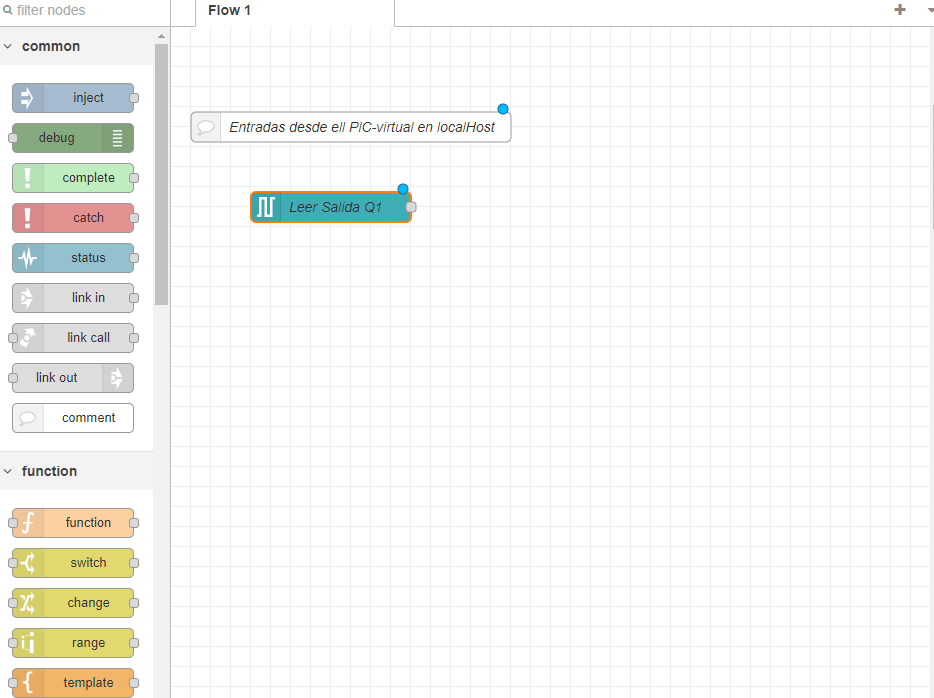 filter nodes
Flow 1
common
inject
debug
complete
catch
status
link in
link call
link out
comment
function
function
switch
change
range
template
Entradas desde ell PlC-virtual en localHost
Leer Salida Q1